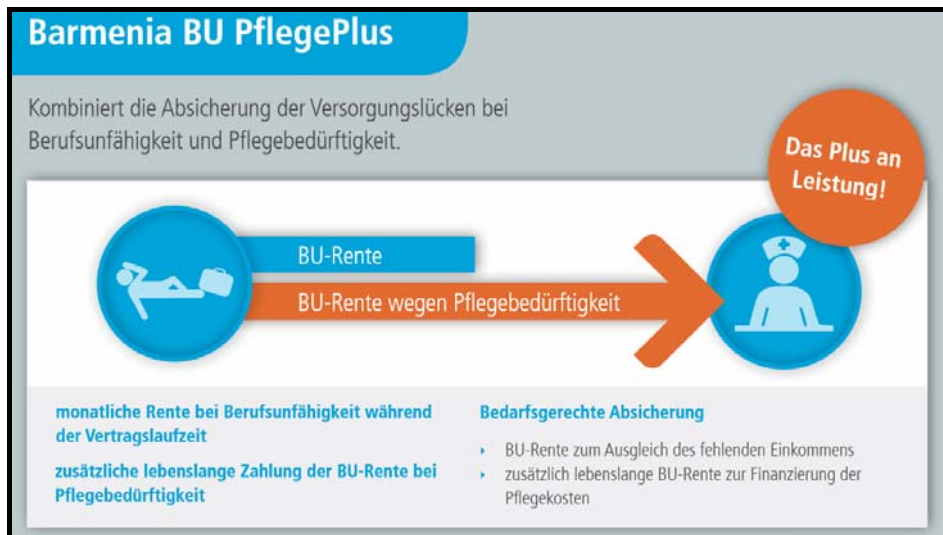 Barmenia BU PflegePlus
Kombiniert die Absicherung der Versorgungslücken bei
Berufsunfähigkeit und Pflegebedürftigkeit.
Das Plus an
Leistung!
BU-Rente
BU-Rente wegen Pflegebedürftigkeit
monatliche Rente bei Berufsunfähigkeit während
der Vertragslaufzeit
zusätzliche lebenslange Zahlung der BU-Rente bei
Pflegebedürftigkeit
Bedarfsgerechte Absicherung
BU-Rente zum Ausgleich des fehlenden Einkommens
zusätzlich lebenslange BU-Rente zur Finanzierung der
Pflegekosten